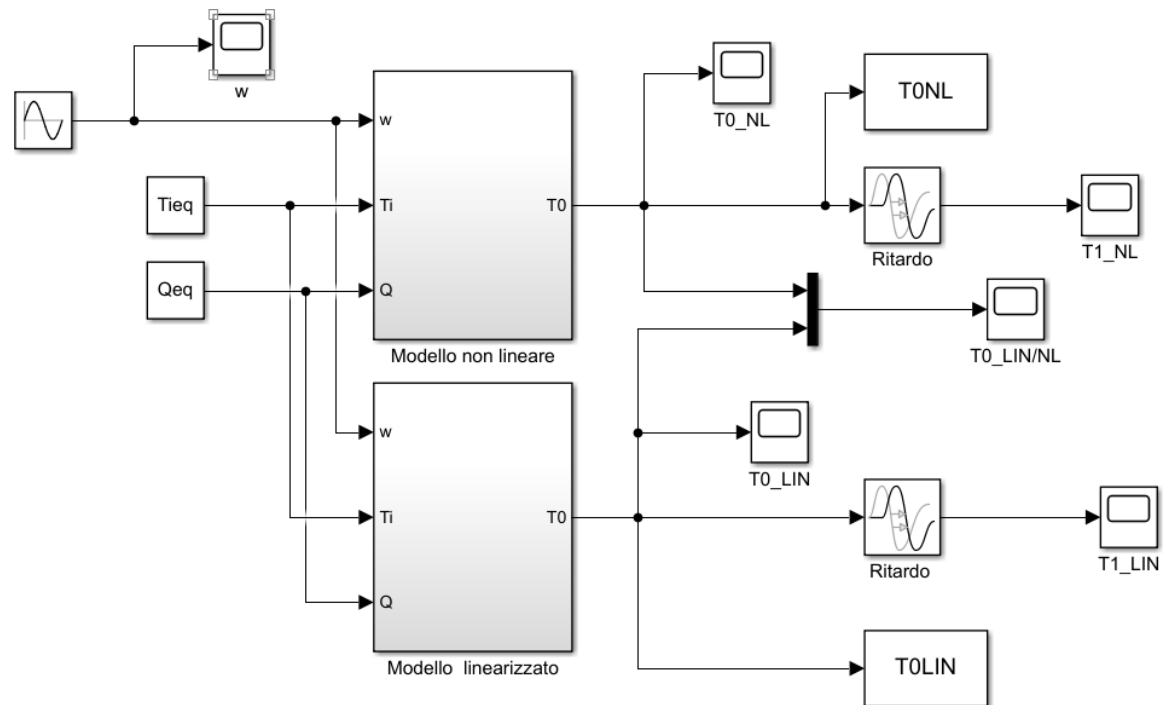 w
T0_NL
T0NL
w
Tieq
Ti
T0
Ritardo
T1_NL
Qeq
Q
Modello non lineare
T0_LIN/NL
w
T0_LIN
Ti
T0
Ritardo
T1_LIN
Q
Modello  linearizzato
T0LIN